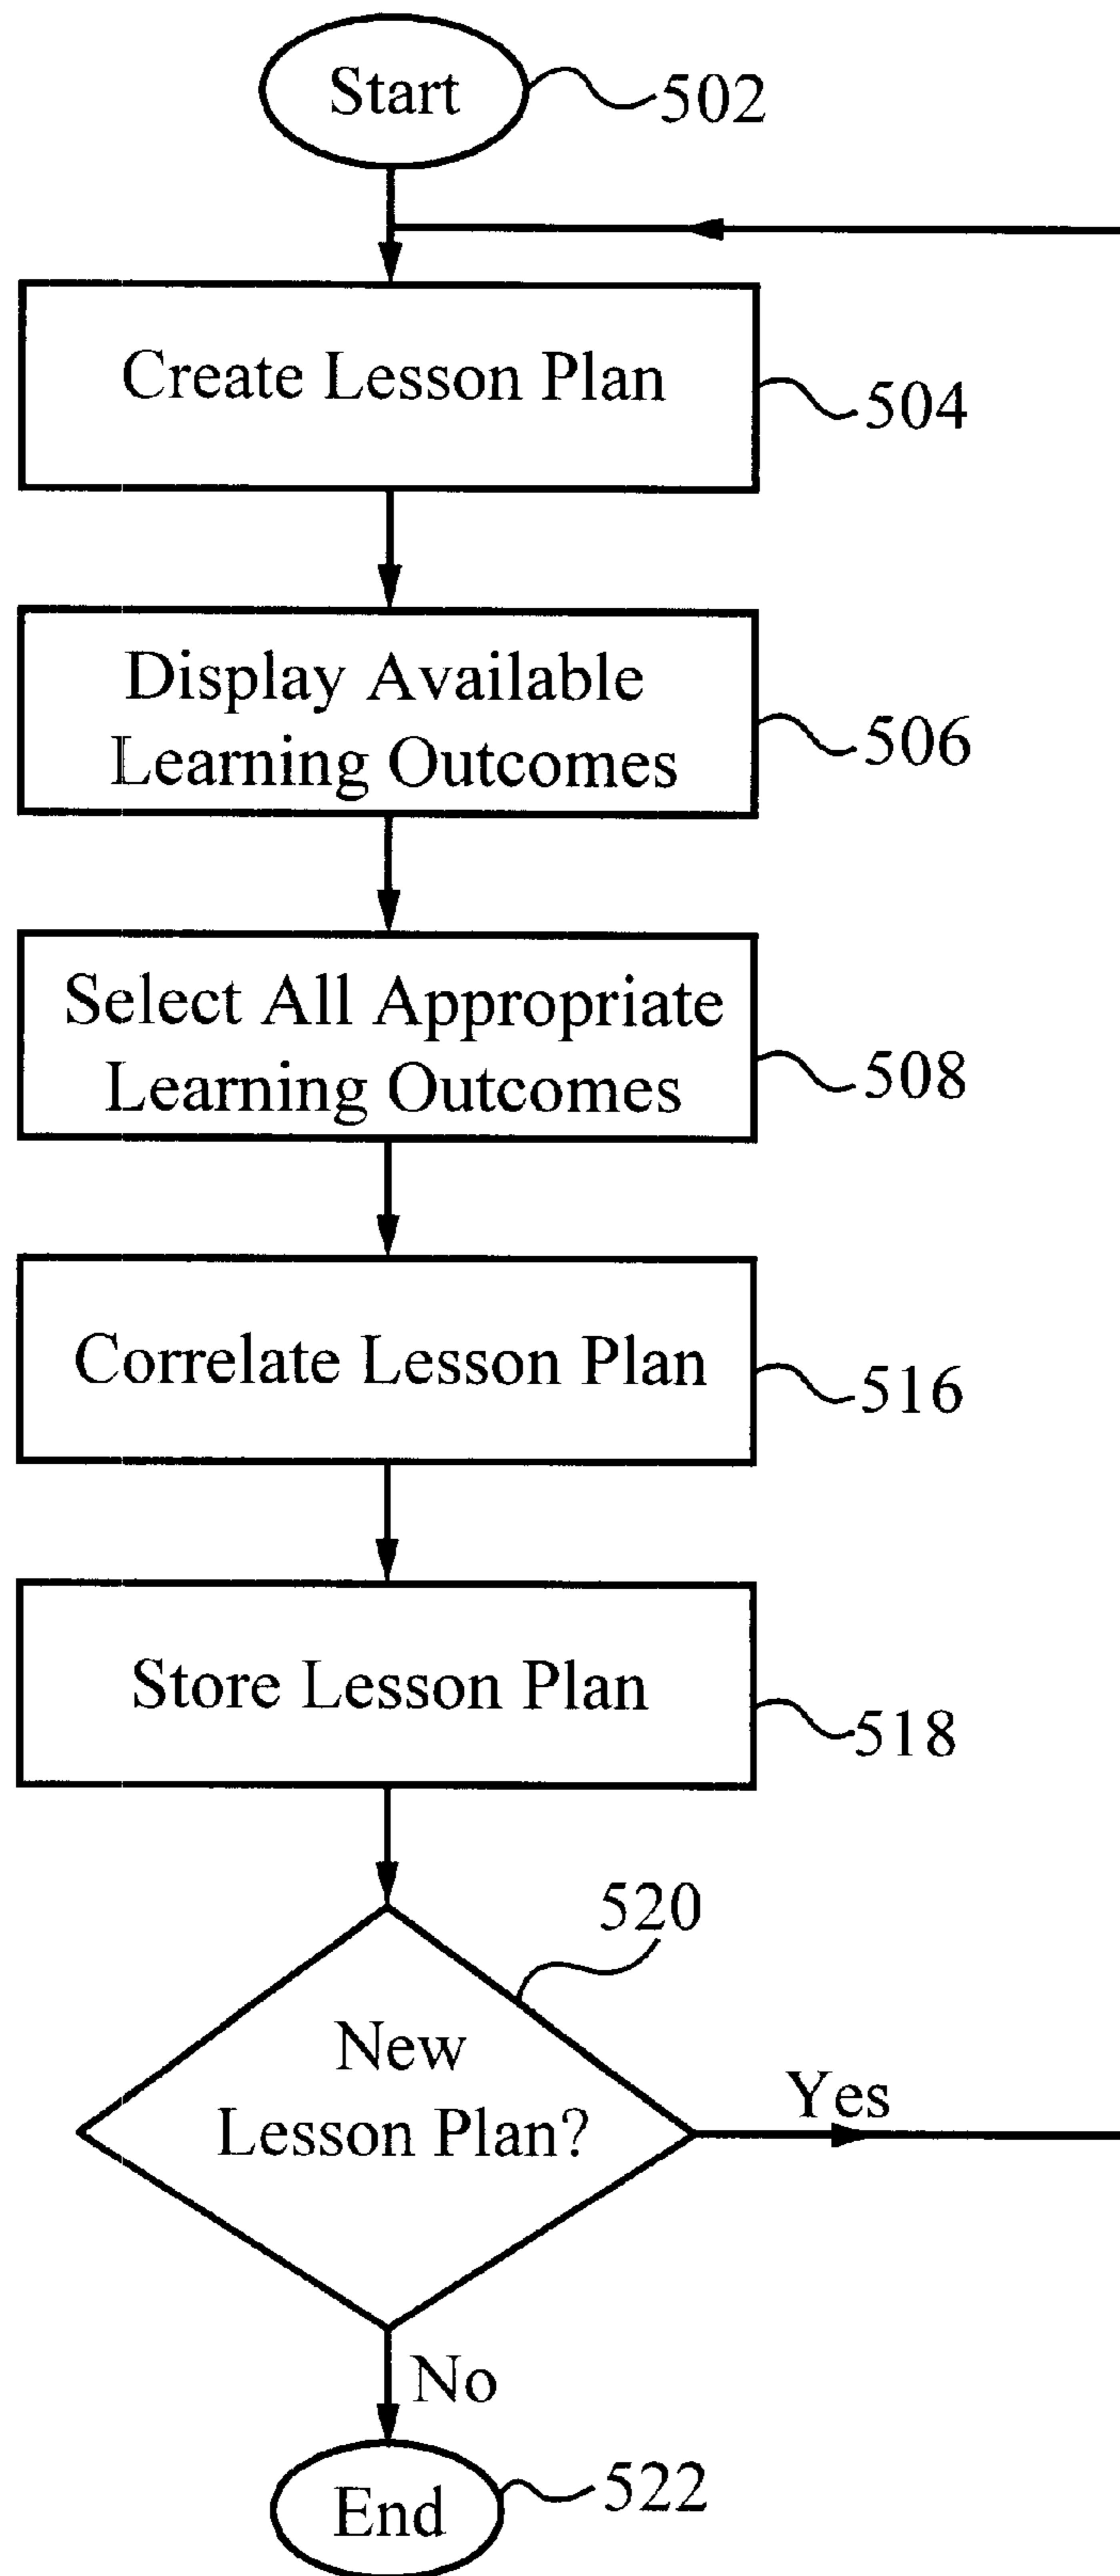 Start
502
Create Lesson Plan
504
Display Available
Learning Outcomes
506
Select All Appropriate
Learning Outcomes
508
Correlate Lesson Plan
516
Store Lesson Plan
518
520
New
Lesson Plan?
Yes
No
End
522